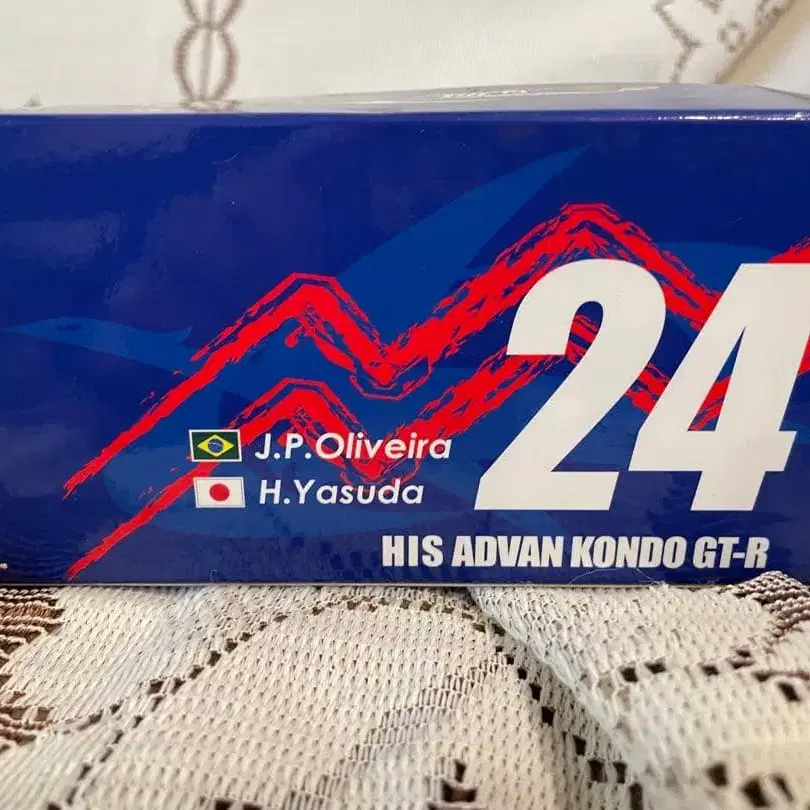 24
J.P.Oliveira
H.Yasuda
HIS ADVAN KONDO GT-R